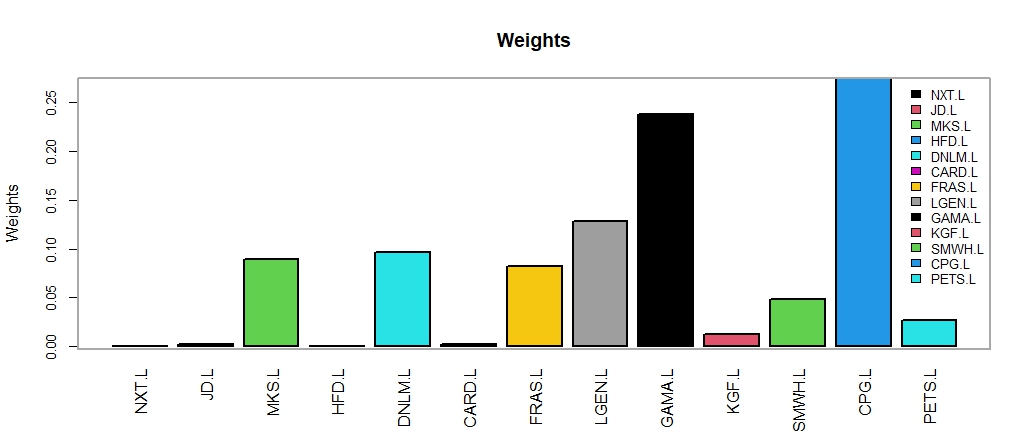 Weights
Weights
0.25
0.20
0.15
0.10
0.05
0.00
NXT.L
JD.L
MKS.L
HFD.L
DNLM.L
CARD.L
FRAS.L
LGEN.L
GAMA.L
KGF.L
SMWH.L
CPG.L
PETS.L
NXT.L
JD.L
MKS.L
HFD.L
DNLM.L
CARD.L
FRAS.L
LGEN.L
GAMA.L
KGF.L
SMWH.L
CPG.L
PETS.L